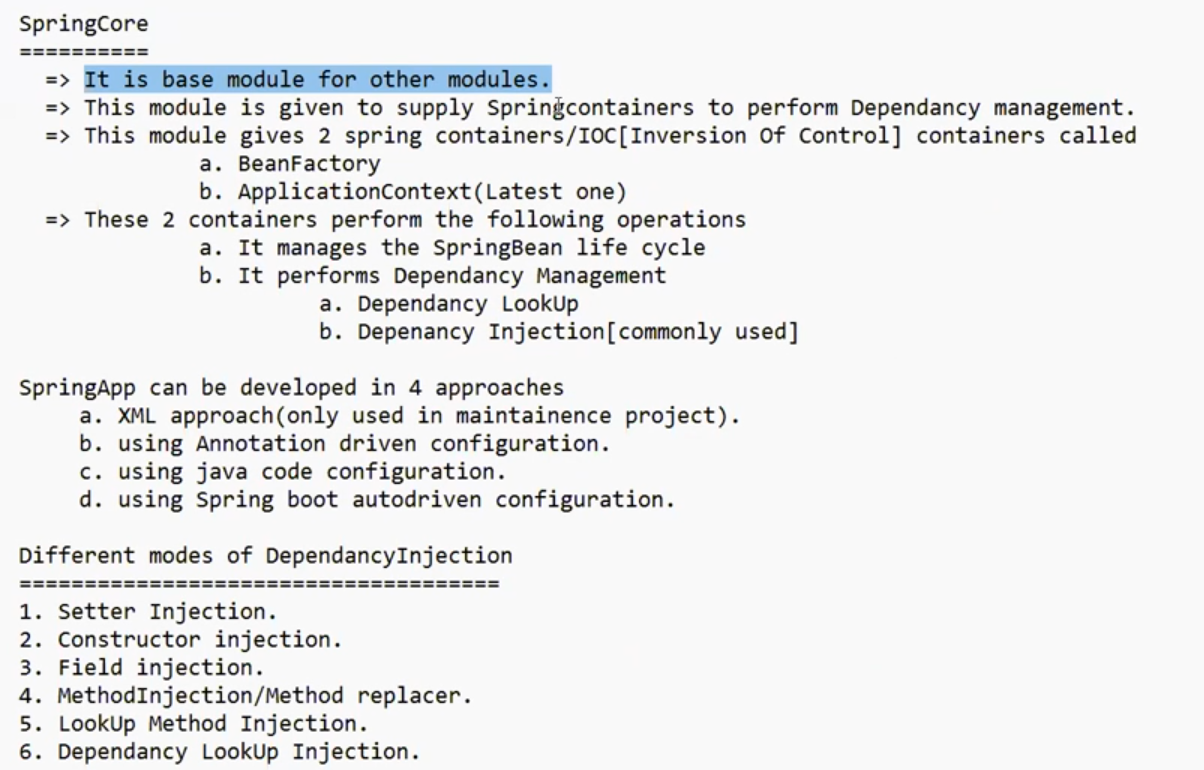 SpringCore
==========
=> It is base module for other modules.
=> This module is given to supply Springcontainers to perform Dependancy management.
=> This module gives 2 spring containers/IOC[Inversion Of Control] containers called
a. BeanFactory
b. ApplicationContext(Latest one)
=> These 2 containers perform the following operations
a. It manages the SpringBean life cycle
b. It performs Dependancy Management
a. Dependancy LookUp
b. Depenancy Injection[commonly used]
SpringApp can be developed in 4 approaches
a. XML approach(only used in maintainence project).
b. using Annotation driven configuration.
c. using java code configuration.
d. using Spring boot autodriven configuration.
Different modes of DependancyInjection
=====================================
1. Setter Injection.
2. Constructor injection.
3. Field injection.
4. MethodInjection/Method replacer.
5. LookUp Method Injection.
6. Dependancy LookUp Injection.